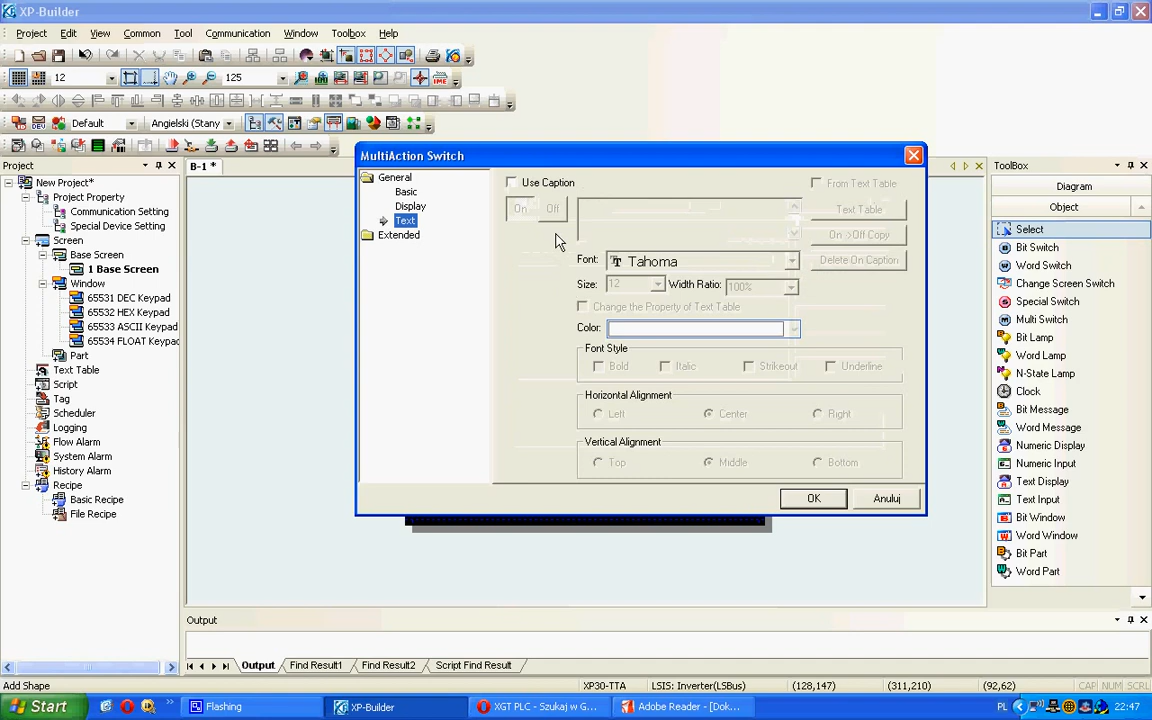 XP-Builder
Project Edit View Common Tool Communication Window Toolbox Help
12 125
Default Angielski (Stany
Project
New Project*
Project Property
Communication Setting
Special Device Setting
Screen
Base Screen
1 Base Screen
Window
65531 DEC Keypad
65532 HEX Keypad
65533 ASCII Keypad
65534 FLOAT Keypad
Part
Text Table
Script
Tag
Scheduler
Logging
Flow Alarm
System Alarm
History Alarm
Recipe
Basic Recipe
File Recipe
B-1 *
MultiAction Switch
General
Basic
Display
Text
Extended
Use Caption
From Text Table
On Off
Text Table
On ->Off Copy
Delete On Caption
Font: Tahoma
Size: 12 Width Ratio: 100%
Change the Property of Text Table
Color:
Font Style
Bold Italic Strikeout Underline
Horizontal Alignment
Left Center Right
Vertical Alignment
Top Middle Bottom
OK Anuluj
ToolBox
Diagram
Object
Select
Bit Switch
Word Switch
Change Screen Switch
Special Switch
Multi Switch
Bit Lamp
Word Lamp
N-State Lamp
Clock
Bit Message
Word Message
Numeric Display
Numeric Input
Text Display
Text Input
Bit Window
Word Window
Bit Part
Word Part
Output
Output Find Result1 Find Result2 Script Find Result
Add Shape XP30-TTA LSIS: Inverter(LSBus) (128,147) (311,210) (92,62) CAP NUM SCRL
Start Flashing XP-Builder XGT PLC - Szukaj w G... Adobe Reader - [Dok... PL 22:47